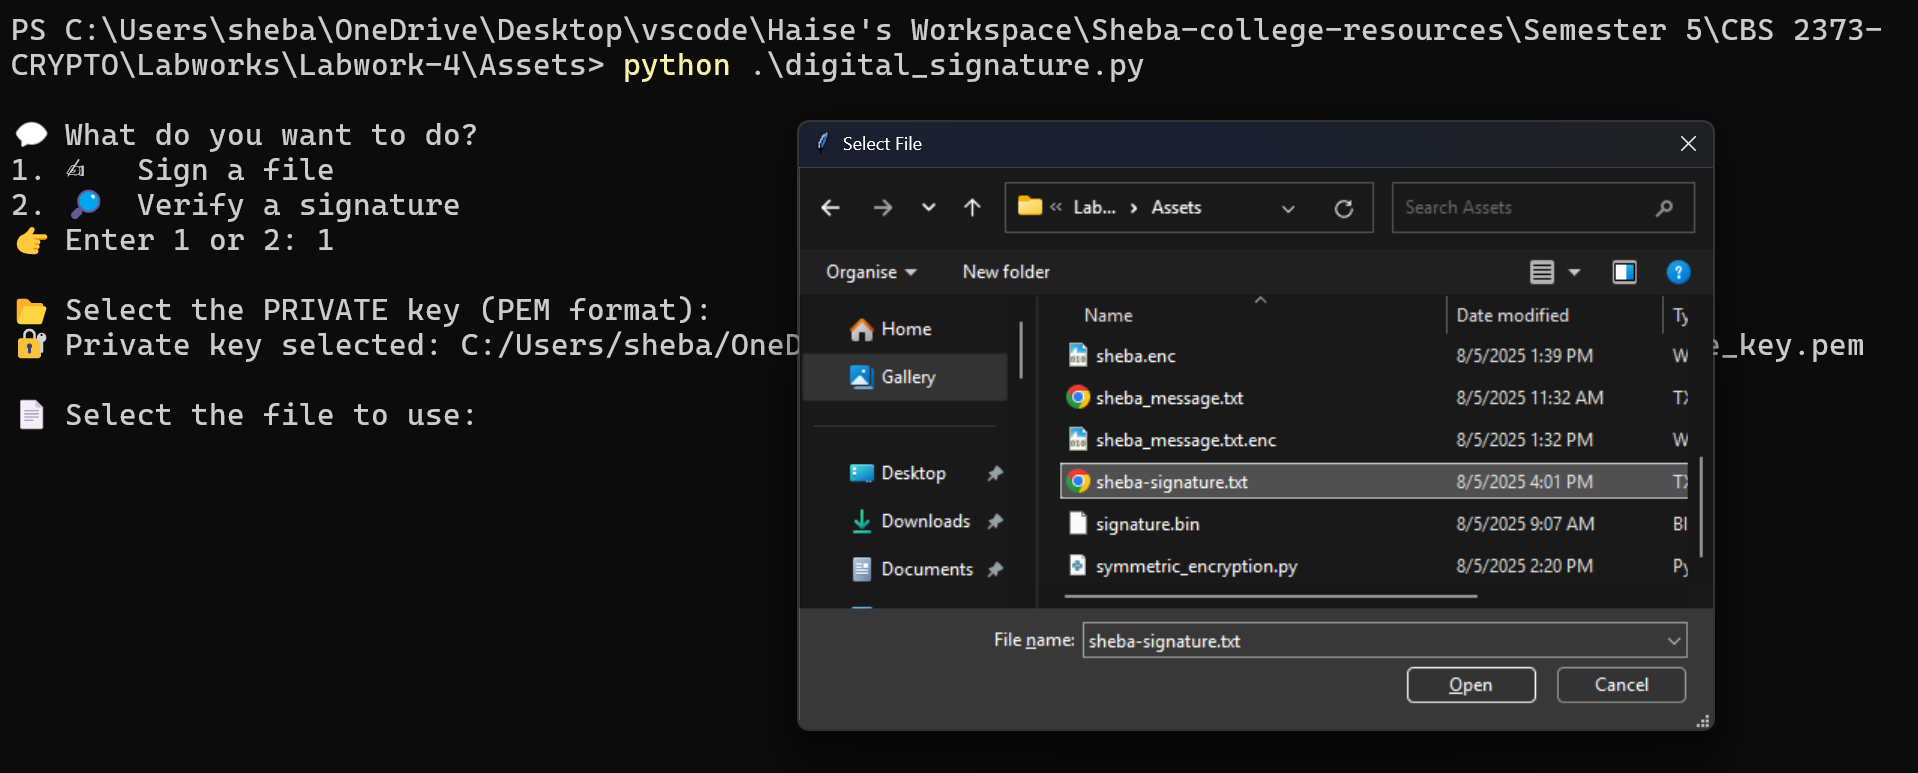 PS C:\Users\sheba\OneDrive\Desktop\vscode\Haise's Workspace\Sheba-college-resources\Semester 5\CBS 2373-
CRYPTO\Labworks\Labwork-4\Assets> python .\digital_signature.py
💬 What do you want to do?
1. ✍ Sign a file
2. 🔎 Verify a signature
👉 Enter 1 or 2: 1
📂 Select the PRIVATE key (PEM format):
🔐 Private key selected: C:/Users/sheba/OneD
e_key.pem
📄 Select the file to use:
Select File
« Lab... › Assets
Search Assets
Organise
New folder
Home
Gallery
Desktop
Downloads
Documents
Name Date modified Ty
sheba.enc 8/5/2025 1:39 PM W
sheba_message.txt 8/5/2025 11:32 AM TX
sheba_message.txt.enc 8/5/2025 1:32 PM W
sheba-signature.txt 8/5/2025 4:01 PM TX
signature.bin 8/5/2025 9:07 AM BI
symmetric_encryption.py 8/5/2025 2:20 PM Py
File name: sheba-signature.txt
Open
Cancel